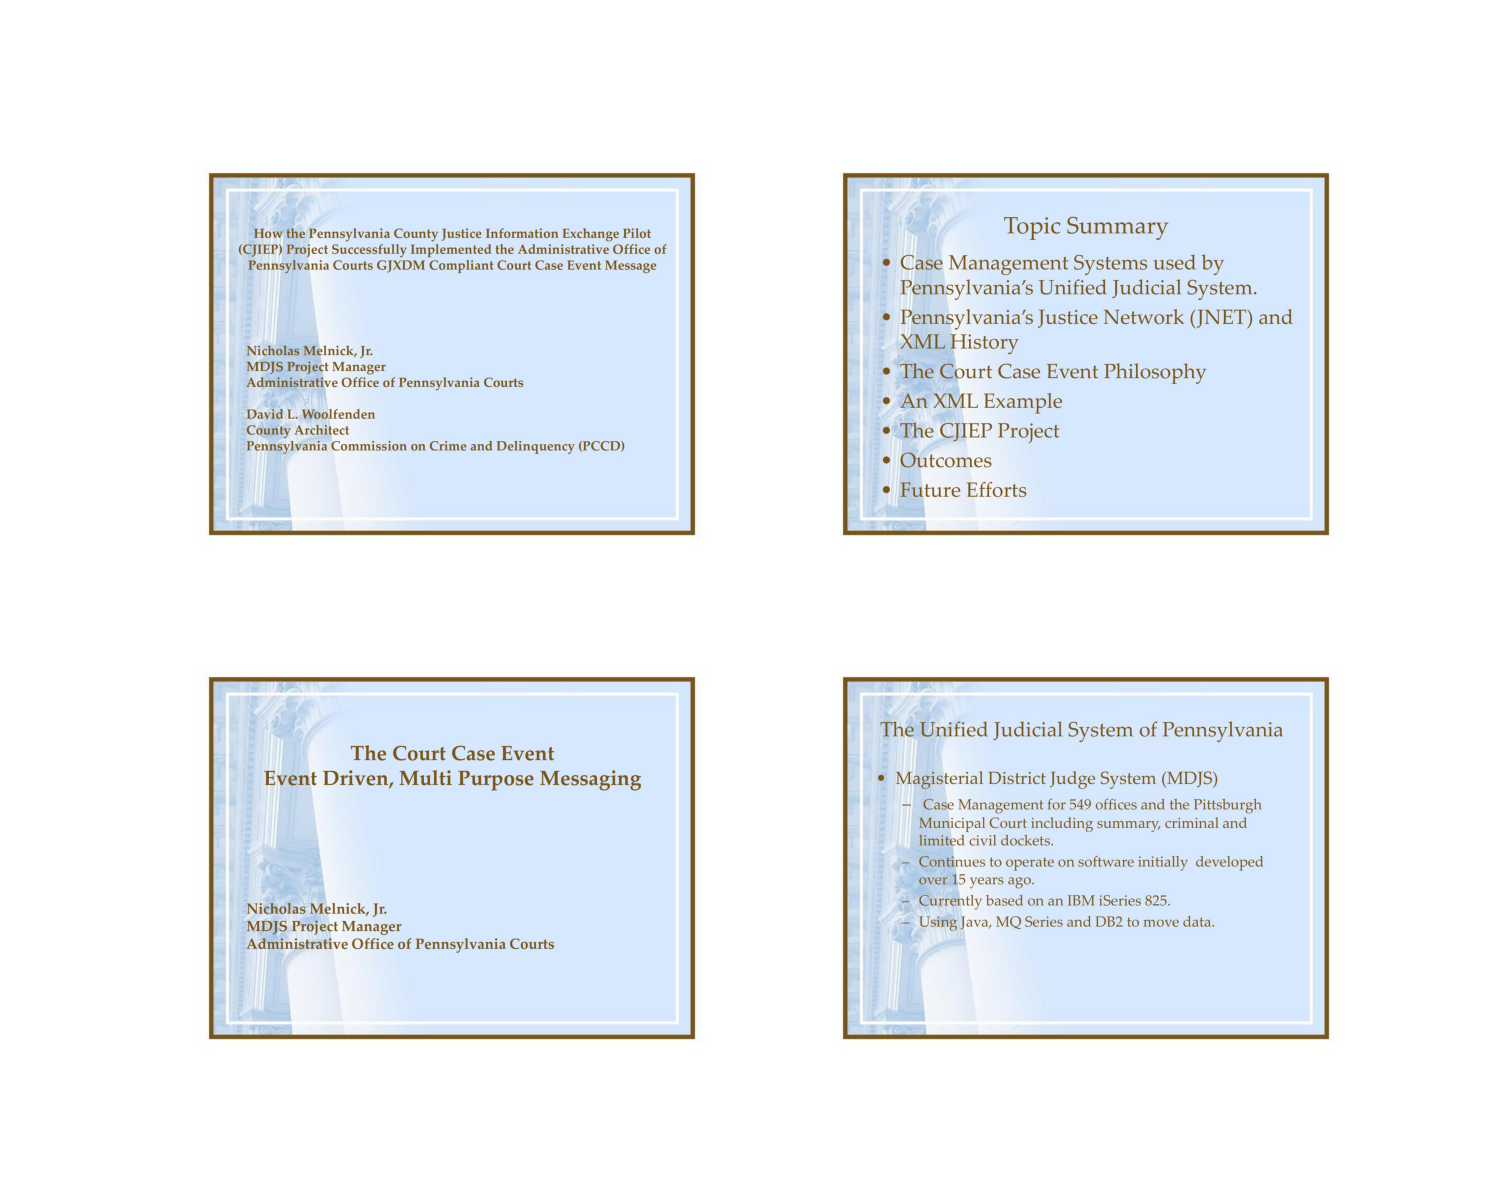 How the Pennsylvania County Justice Information Exchange Pilot
(CJIEP) Project Successfully Implemented the Administrative Office of
Pennsylvania Courts GJXDM Compliant Court Case Event Message
Nicholas Melnick, Jr.
MDJS Project Manager
Administrative Office of Pennsylvania Courts
David L. Woolfenden
County Architect
Pennsylvania Commission on Crime and Delinquency (PCCD)
Topic Summary
• Case Management Systems used by
Pennsylvania's Unified Judicial System.
• Pennsylvania's Justice Network (JNET) and
XML History
• The Court Case Event Philosophy
• An XML Example
• The CJIEP Project
• Outcomes
• Future Efforts
The Court Case Event
Event Driven, Multi Purpose Messaging
Nicholas Melnick, Jr.
MDJS Project Manager
Administrative Office of Pennsylvania Courts
The Unified Judicial System of Pennsylvania
• Magisterial District Judge System (MDJS)
– Case Management for 549 offices and the Pittsburgh
Municipal Court including summary, criminal and
limited civil dockets.
– Continues to operate on software initially developed
over 15 years ago.
– Currently based on an IBM iSeries 825.
– Using Java, MQ Series and DB2 to move data.